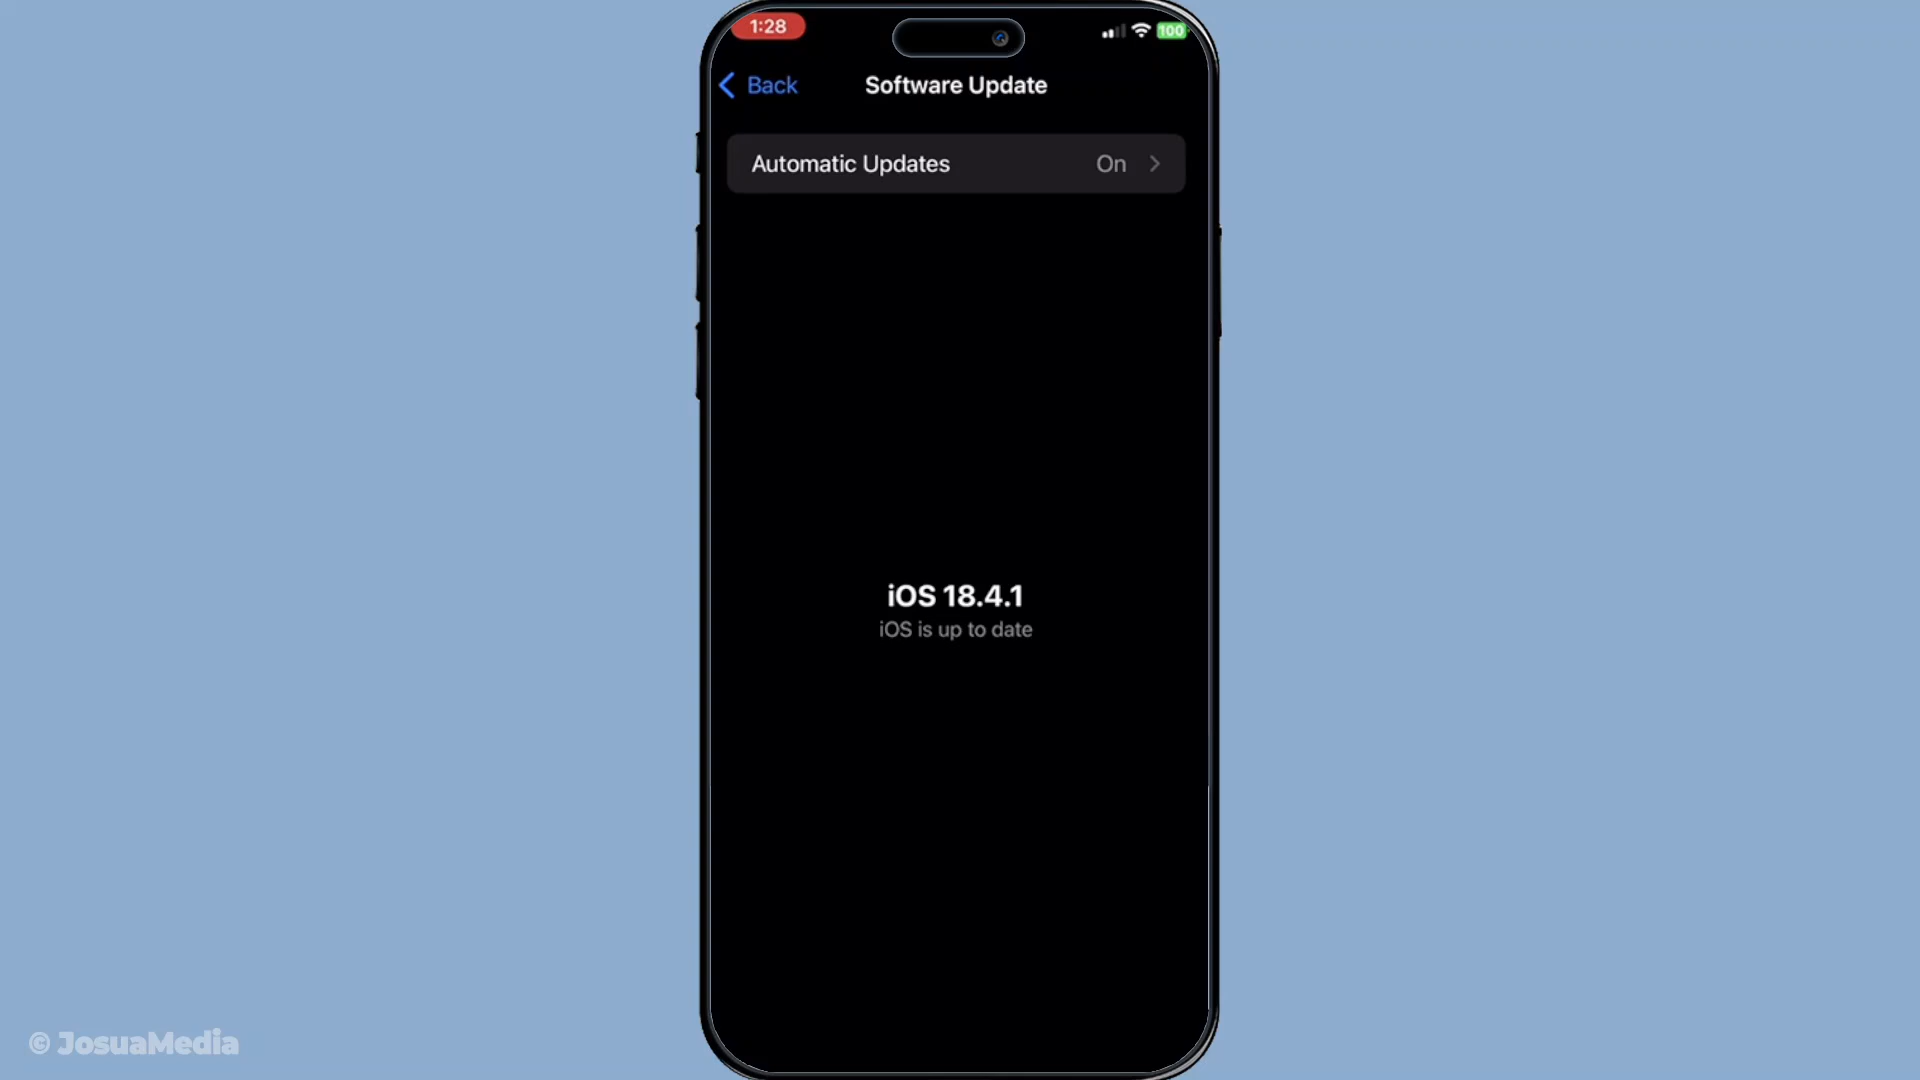 1:28
100
Back
Software Update
Automatic Updates On
iOS 18.4.1
iOS is up to date
© JosuaMedia